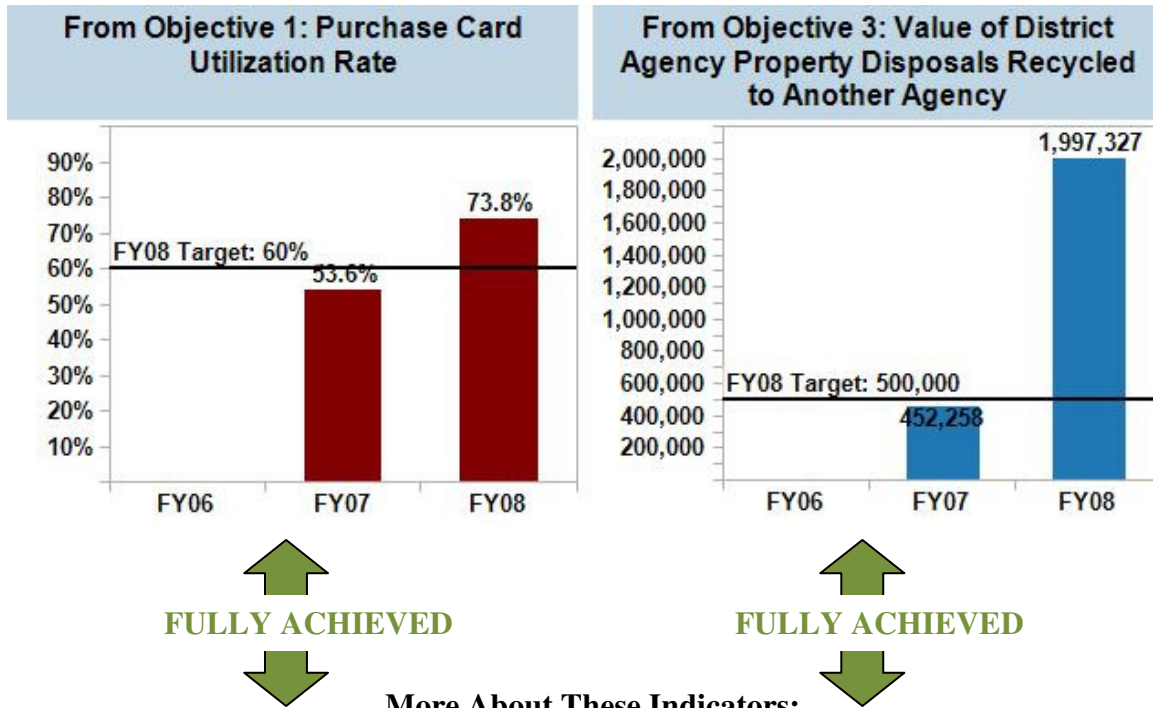 From Objective 1: Purchase Card
Utilization Rate
90%
80%
70%
60%
50%
40%
30%
20%
10%
FY08 Target: 60%
53.6%
73.8%
FY06 FY07 FY08
From Objective 3: Value of District
Agency Property Disposals Recycled
to Another Agency
2,000,000
1,800,000
1,600,000
1,400,000
1,200,000
1,000,000
800,000
600,000
400,000
200,000
1,997,327
FY08 Target: 500,000
452,258
FY06 FY07 FY08
FULLY ACHIEVED
FULLY ACHIEVED
More About These Indicators: